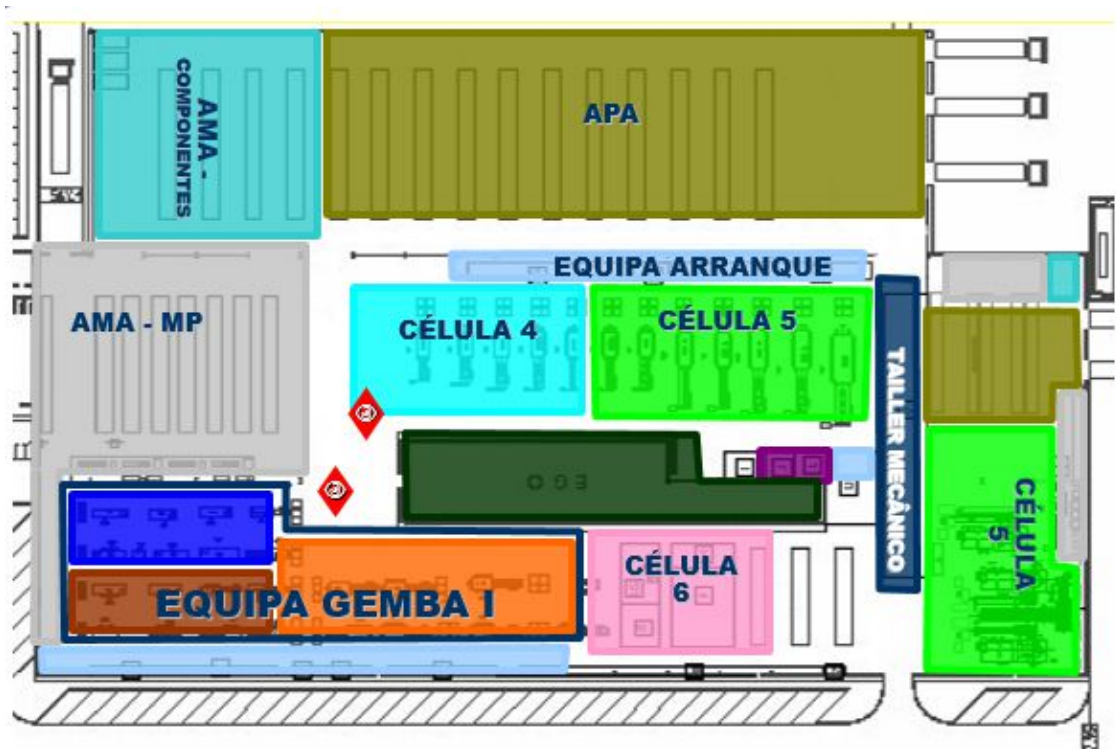 AMA -
COMPONENTES
APA
EQUIPA ARRANQUE
AMA - MP
CÉLULA 4
CÉLULA 5
TAILLER MECÂNICO
EGO
CÉLULA
5
CÉLULA
6
EQUIPA GEMBA I